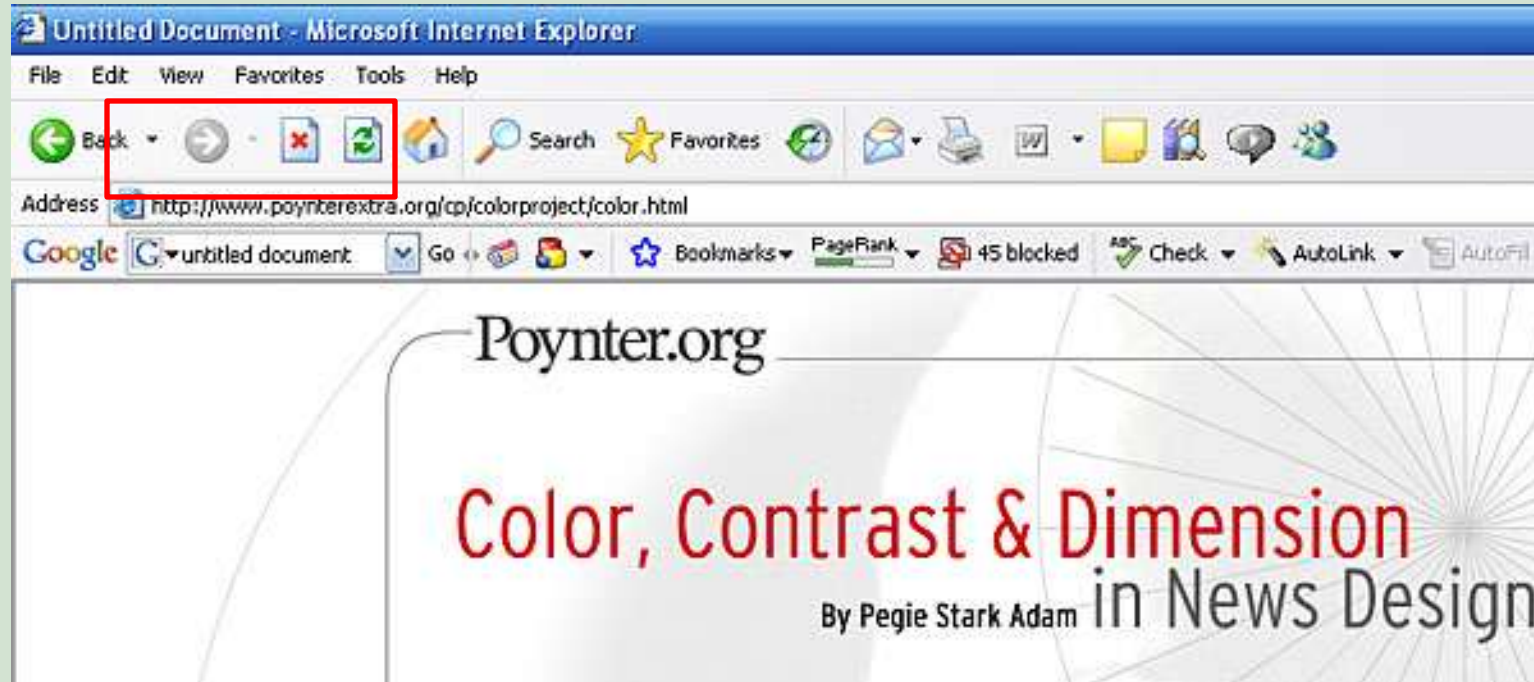 Untitled Document - Microsoft Internet Explorer
File Edit View Favorites Tools Help
Back Search Favorites W
Address http://www.poynterextra.org/cp/colorproject/color.html
Google G untitled document Go Bookmarks PageRank 45 blocked ABC Check AutoLink AutoFil
Poynter.org
Color, Contrast & Dimension
By Pegie Stark Adam in News Design